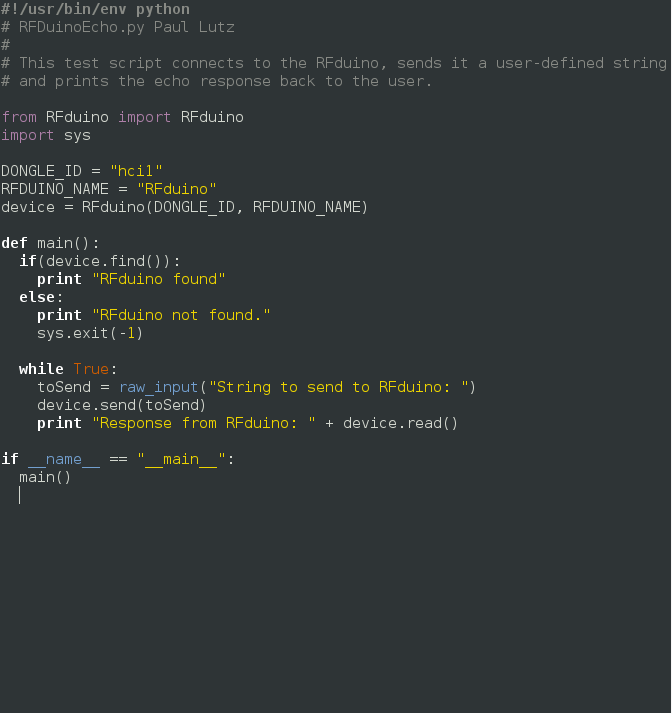 #!/usr/bin/env python
# RFDuinoEcho.py Paul Lutz
#
# This test script connects to the RFduino, sends it a user-defined string
# and prints the echo response back to the user.

from RFduino import RFduino
import sys

DONGLE_ID = "hci1"
RFDUINO_NAME = "RFduino"
device = RFduino(DONGLE_ID, RFDUINO_NAME)

def main():
  if(device.find()):
    print "RFduino found"
  else:
    print "RFduino not found."
    sys.exit(-1)

  while True:
    toSend = raw_input("String to send to RFduino: ")
    device.send(toSend)
    print "Response from RFduino: " + device.read()

if __name__ == "__main__":
  main()